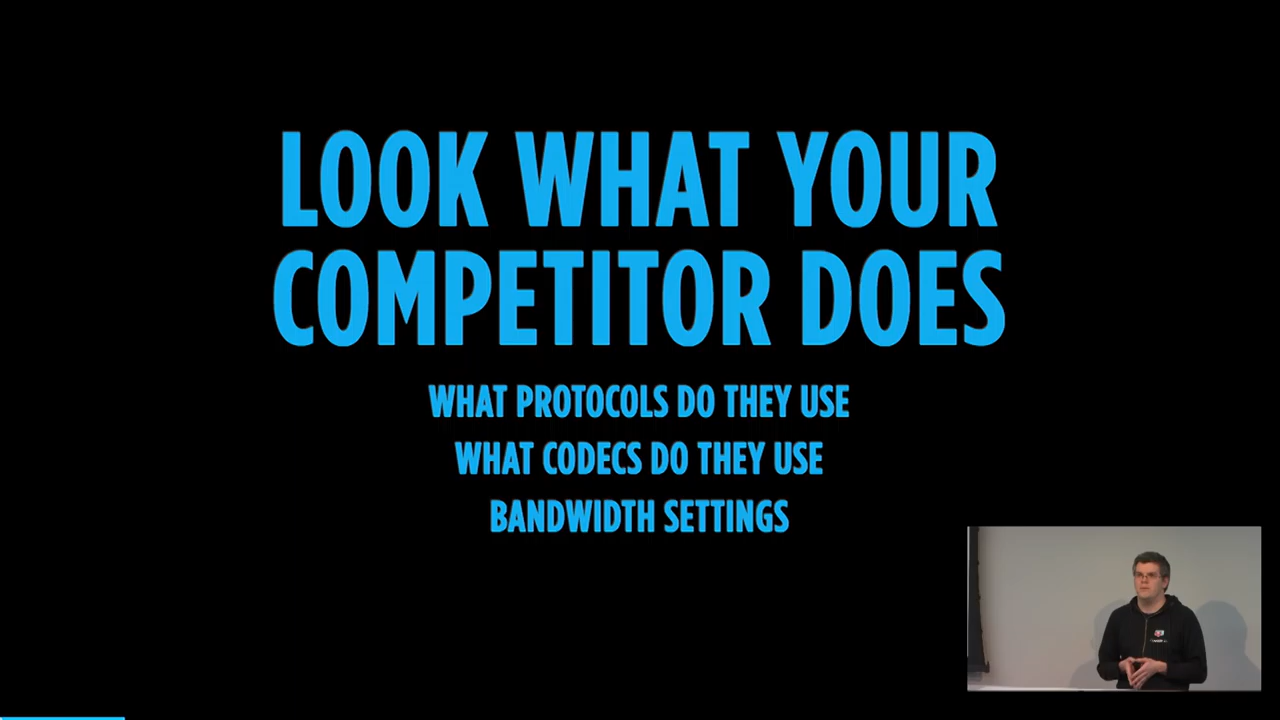 LOOK WHAT YOUR
COMPETITOR DOES
WHAT PROTOCOLS DO THEY USE
WHAT CODECS DO THEY USE
BANDWIDTH SETTINGS